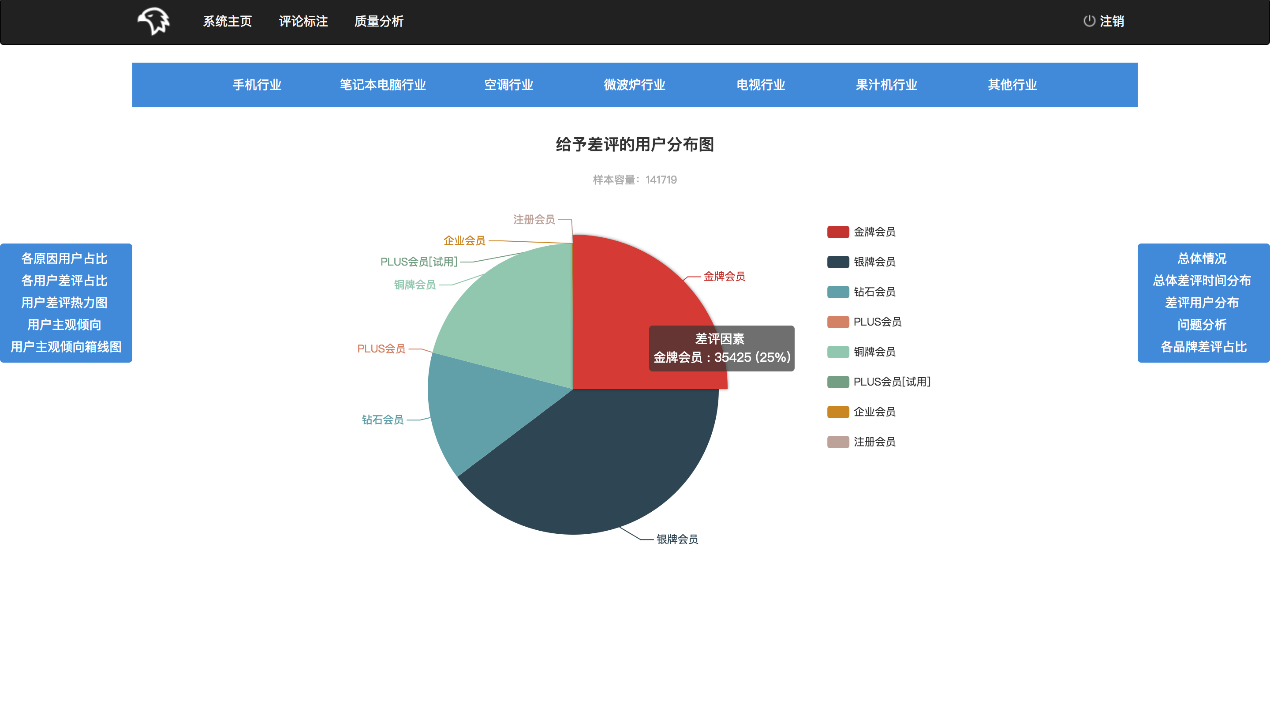 系统主页 评论标注 质量分析 注销
手机行业 笔记本电脑行业 空调行业 微波炉行业 电视行业 果汁机行业 其他行业
给予差评的用户分布图
样本容量：141719
各原因用户占比
各用户差评占比
用户差评热力图
用户主观倾向
用户主观倾向箱线图
注册会员
企业会员
PLUS会员[试用]
铜牌会员
PLUS会员
钻石会员
金牌会员
差评因素
金牌会员 : 35425 (25%)
银牌会员
金牌会员
银牌会员
钻石会员
PLUS会员
铜牌会员
PLUS会员[试用]
企业会员
注册会员
总体情况
总体差评时间分布
差评用户分布
问题分析
各品牌差评占比